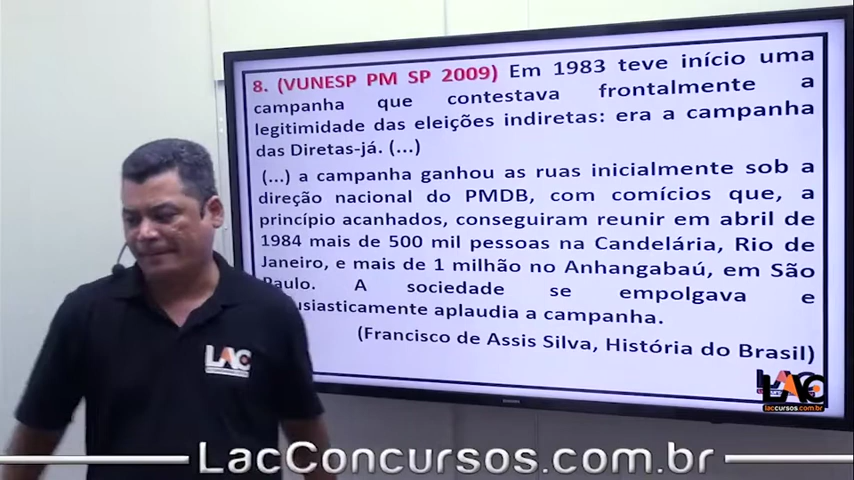 8. (VUNESP PM SP 2009) Em 1983 teve início uma
campanha que contestava frontalmente a
legitimidade das eleições indiretas: era a campanha
das Diretas-já. (...)
(...) a campanha ganhou as ruas inicialmente sob a
direção nacional do PMDB, com comícios que, a
princípio acanhados, conseguiram reunir em abril de
1984 mais de 500 mil pessoas na Candelária, Rio de
Janeiro, e mais de 1 milhão no Anhangabaú, em São
Paulo. A sociedade se empolgava e
usiasticamente aplaudia a campanha.
(Francisco de Assis Silva, História do Brasil)
LAC
LAC
laccursos.com.br
LacConcursos.com.br